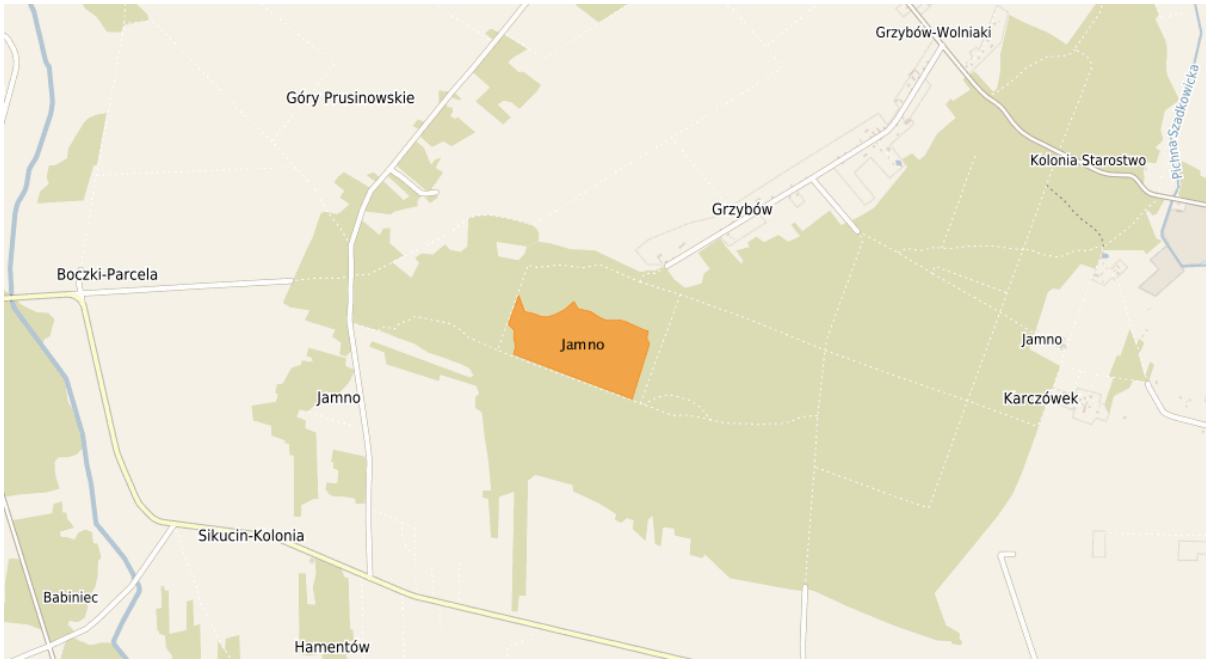 Grzybów-Wolniaki
Góry Prusinowskie
Pichna Szadkowicka
Kolonia Starostwo
Grzybów
Boczki-Parcela
Jamno
Jamno
Jamno
Karczówek
Sikucin-Kolonia
Babiniec
Hamentów